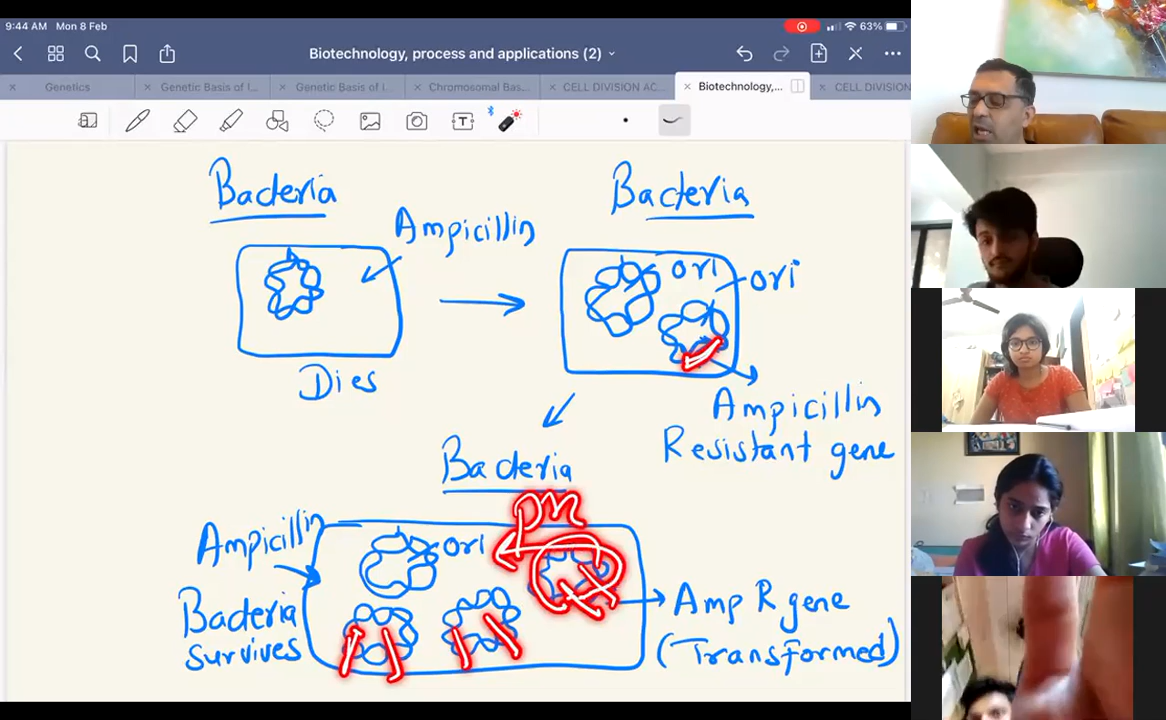 9:44 AM Mon 8 Feb
63%
Biotechnology, process and applications (2)
Genetics
Genetic Basis of I...
Genetic Basis of I...
Chromosomal Bas...
CELL DIVISION AC...
Biotechnology,...
CELL DIVISION
T
Bacteria
Bacteria
Ampicillin
ori
ori
Dies
Ampicillin
Resistant gene
Bacteria
Ampicillin
ori
Bacteria
survives
Amp R gene
(Transformed)